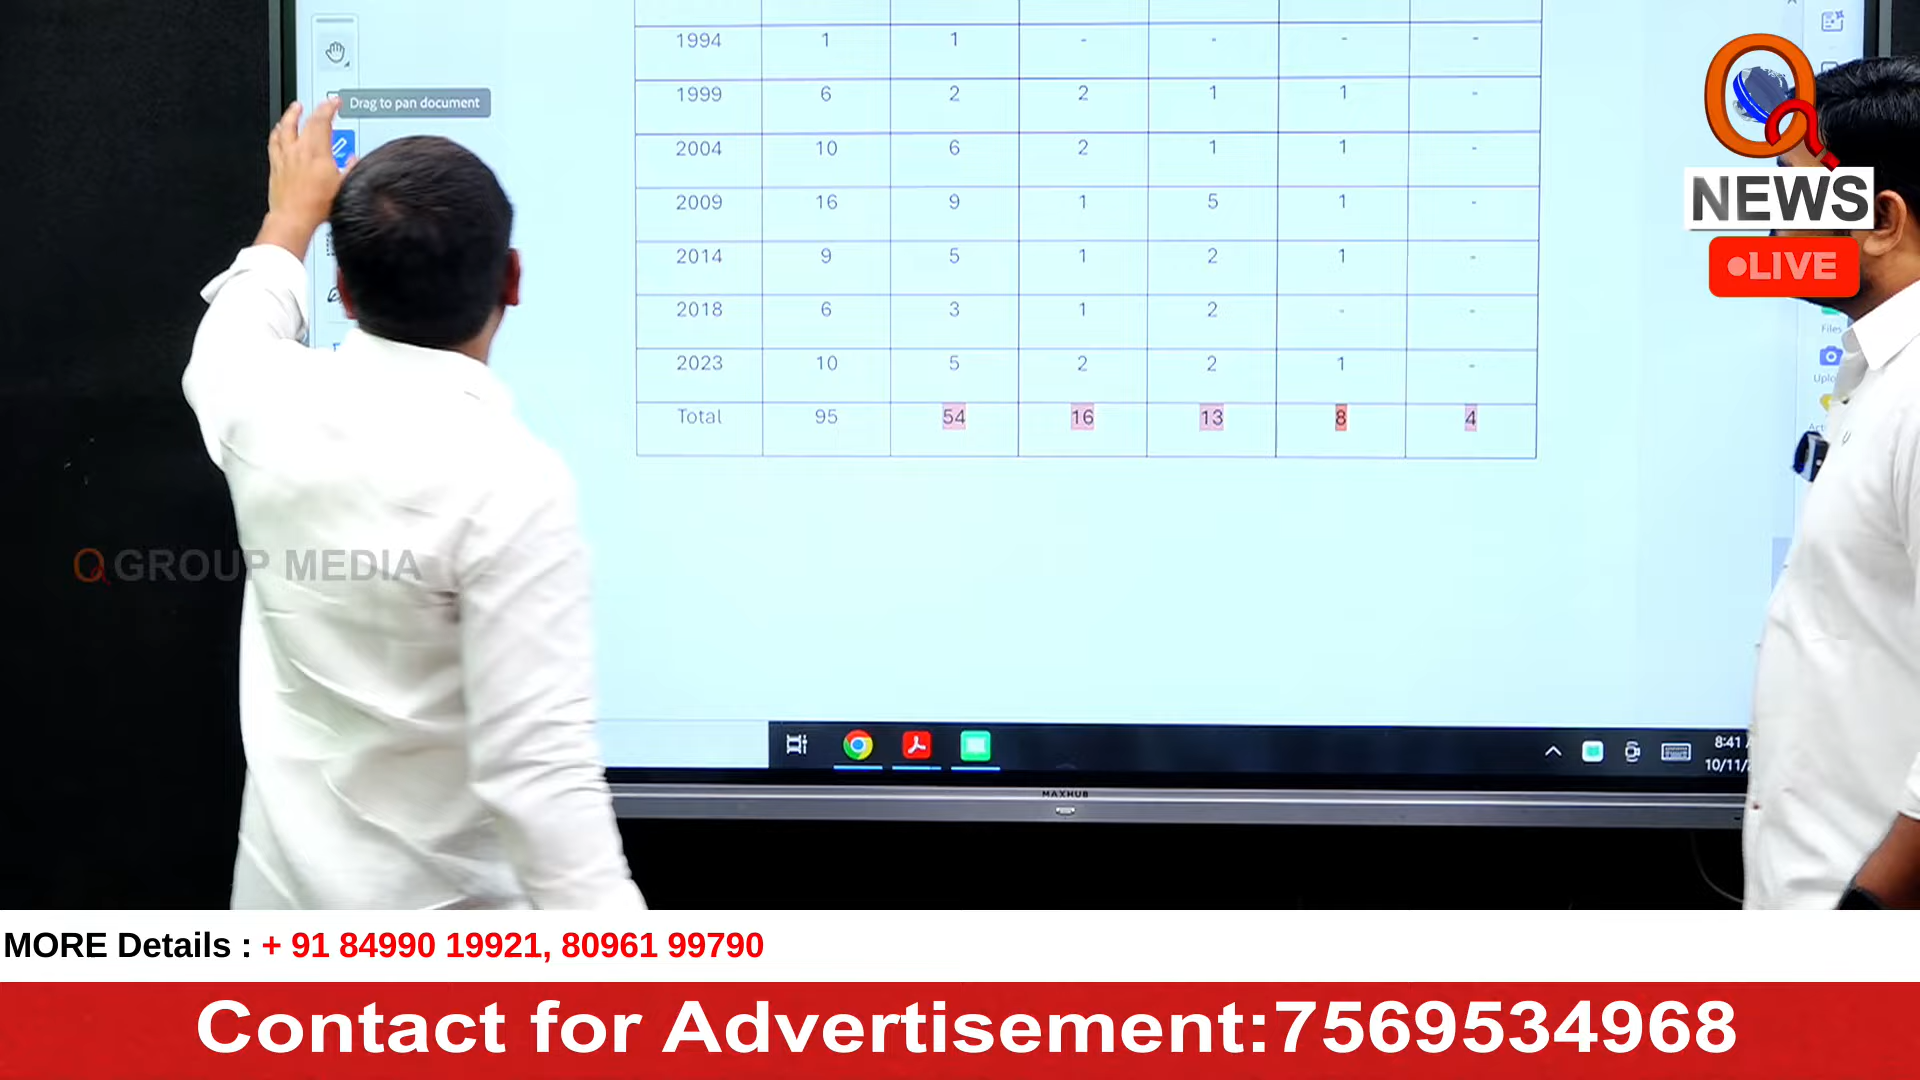 Drag to pan document
1994 1 1 - - - -
1999 6 2 2 1 1 -
2004 10 6 2 1 1 -
2009 16 9 1 5 1 -
2014 9 5 1 2 1 -
2018 6 3 1 2 - -
2023 10 5 2 2 1 -
Total 95 54 16 13 8 4
Q
NEWS
LIVE
Files
Q GROUP MEDIA
8:41
10/11/
MAXHUB
MORE Details : + 91 84990 19921, 80961 99790
Contact for Advertisement:7569534968